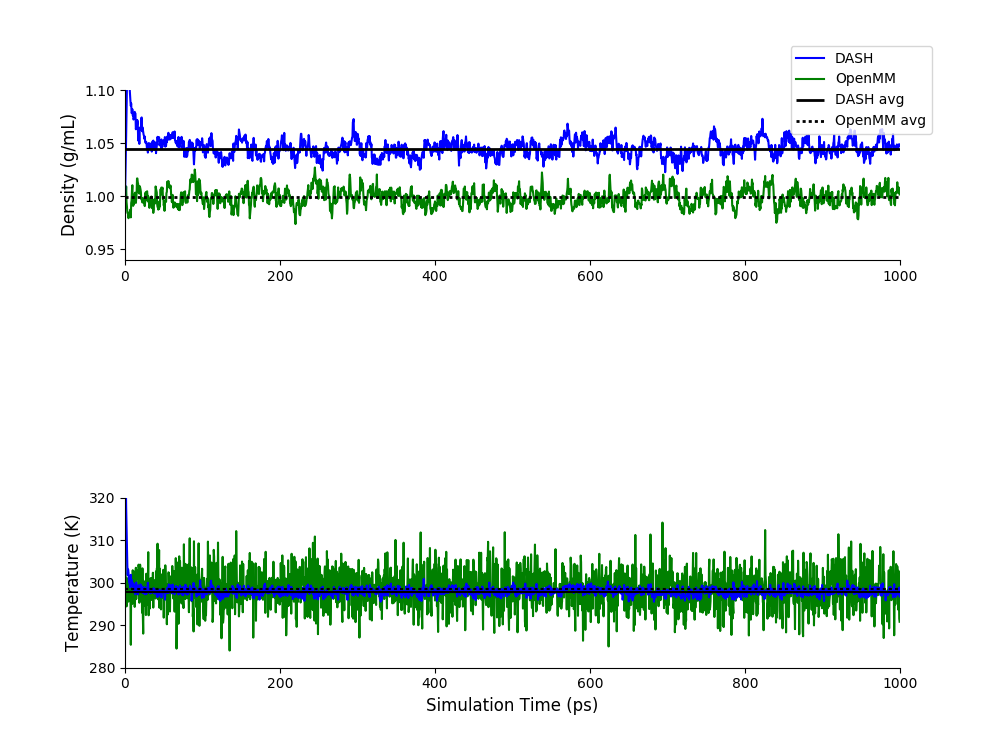 DASH
OpenMM
DASH avg
OpenMM avg
Density (g/mL)
1.10
1.05
1.00
0.95
0 200 400 600 800 1000
Temperature (K)
320
310
300
290
280
0 200 400 600 800 1000
Simulation Time (ps)